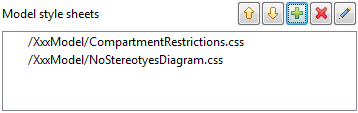 Model style sheets
/XxxModel/CompartmentRestrictions.css
/XxxModel/NoStereotyesDiagram.css